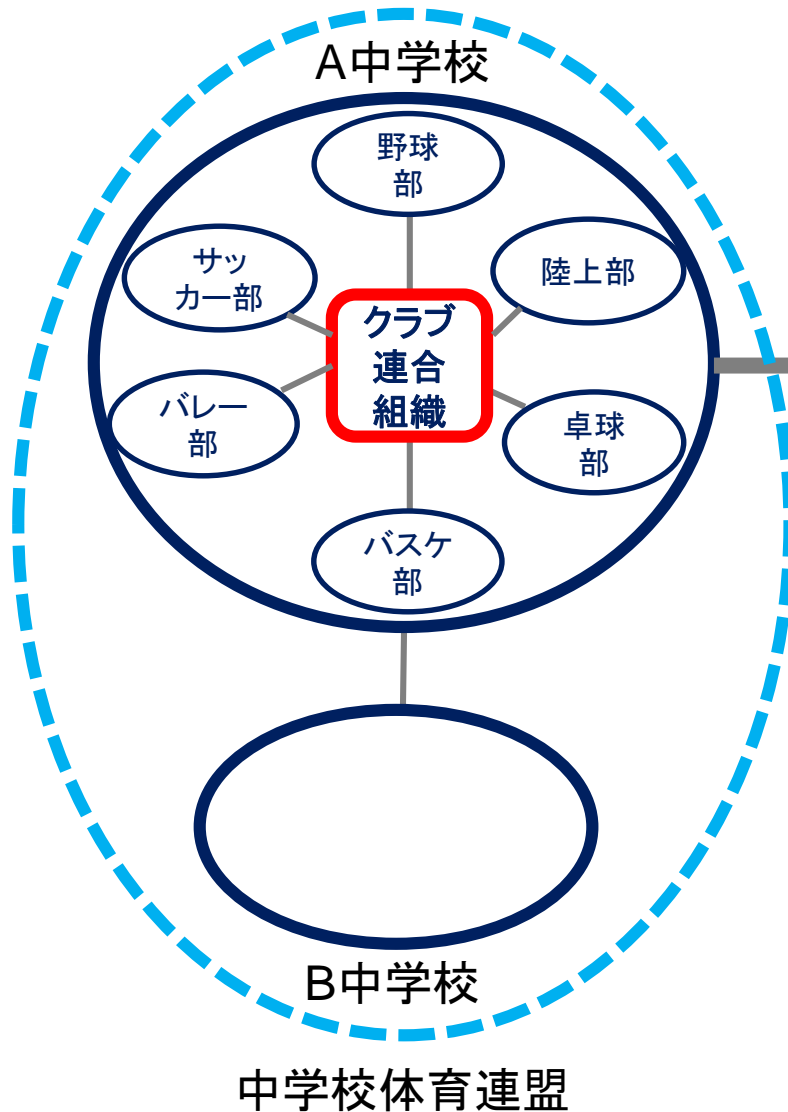 A中学校
野球
部
サッ
カー部
陸上部
クラブ
連合
組織
バレー
部
卓球
部
バスケ
部
B中学校
中学校体育連盟